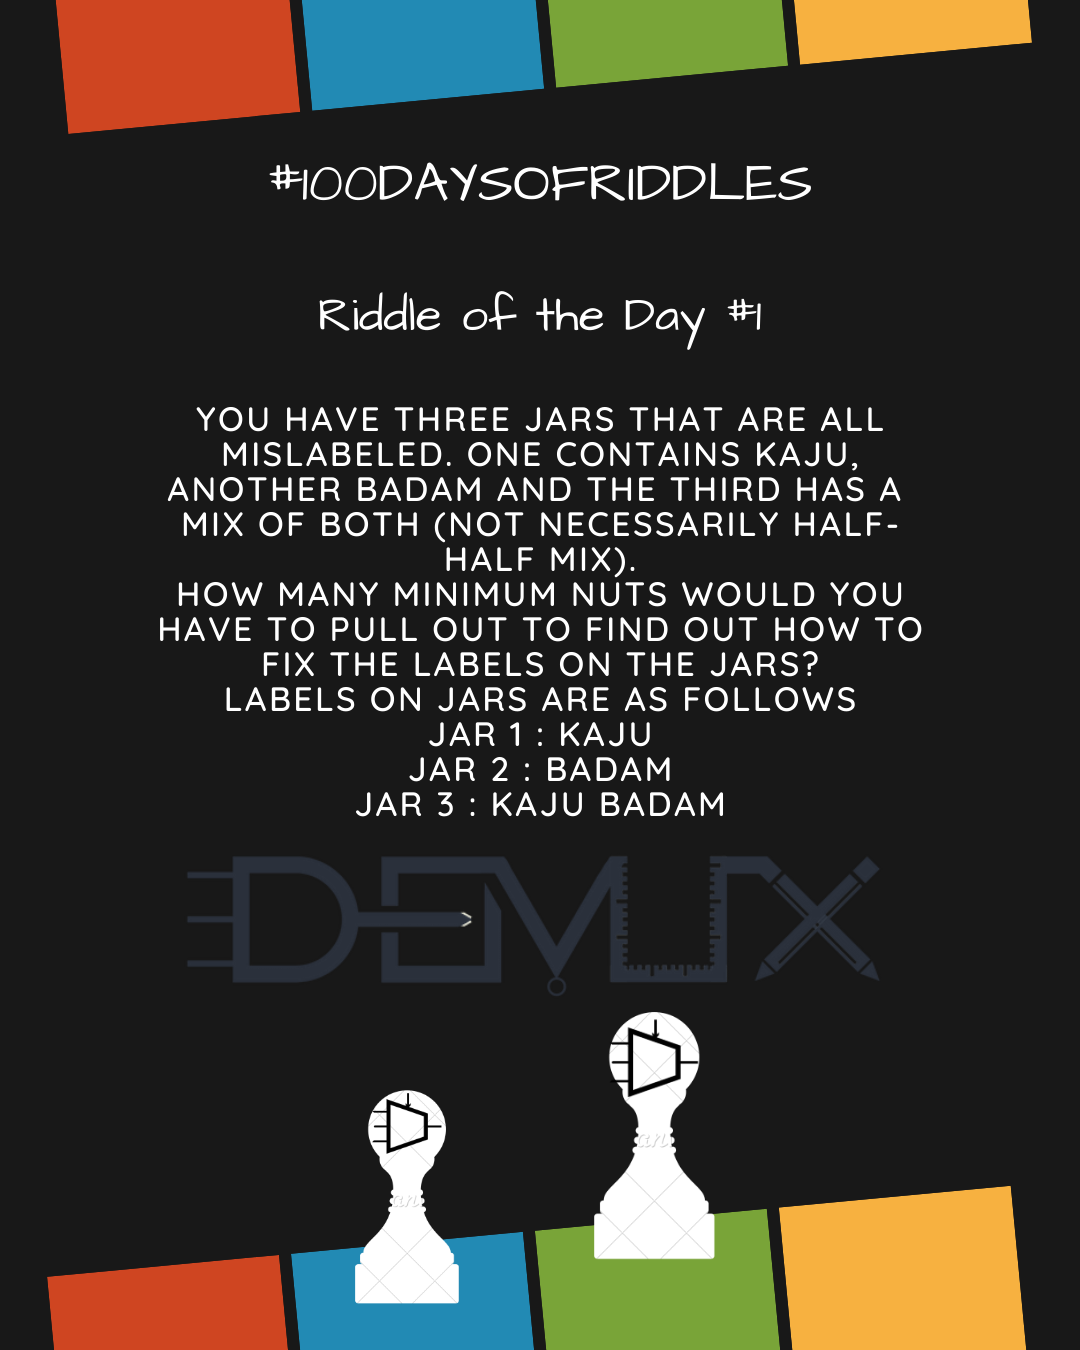 #100DAYSOFRIDDLES
Riddle of the Day #1
YOU HAVE THREE JARS THAT ARE ALL
MISLABELED. ONE CONTAINS KAJU,
ANOTHER BADAM AND THE THIRD HAS A
MIX OF BOTH (NOT NECESSARILY HALF-
HALF MIX).
HOW MANY MINIMUM NUTS WOULD YOU
HAVE TO PULL OUT TO FIND OUT HOW TO
FIX THE LABELS ON THE JARS?
LABELS ON JARS ARE AS FOLLOWS
JAR 1 : KAJU
JAR 2 : BADAM
JAR 3 : KAJU BADAM
DEMUX